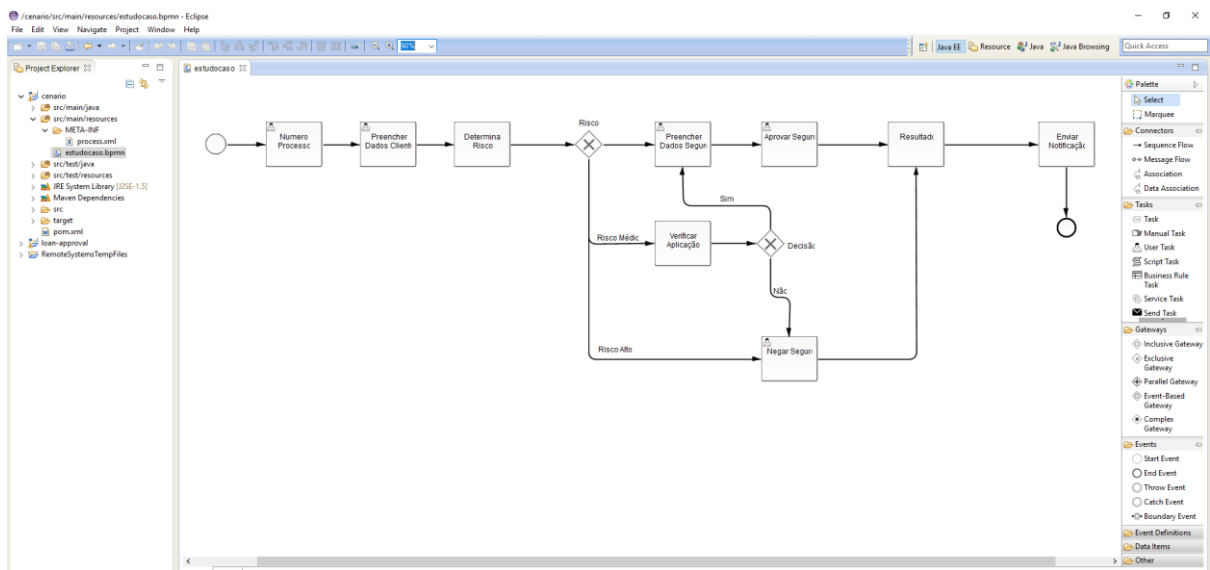 /cenario/src/main/resources/estudocaso.bpmn - Eclipse
File Edit View Navigate Project Window Help
90%
Java EE Resource Java Java Browsing
Quick Access
Project Explorer
cenario
src/main/java
src/main/resources
META-INF
process.xml
estudocaso.bpmn
src/test/java
src/test/resources
JRE System Library [J2SE-1.5]
Maven Dependencies
src
target
pom.xml
loan-approval
RemoteSystemsTempFiles
estudocaso
Numero
Processc
Preencher
Dados Client
Determina
Risco
Risco
Preencher
Dados Segur
Aprovar Segur
Resultad
Enviar
Notificaçã
Sim
Risco Médic
Verificar
Aplicação
Decisã
Nãc
Risco Alto
Negar Segur
Palette
Select
Marquee
Connectors
Sequence Flow
Message Flow
Association
Data Association
Tasks
Task
Manual Task
User Task
Script Task
Business Rule
Task
Service Task
Send Task
Gateways
Inclusive Gateway
Exclusive
Gateway
Parallel Gateway
Event-Based
Gateway
Complex
Gateway
Events
Start Event
End Event
Throw Event
Catch Event
Boundary Event
Event Definitions
Data Items
Other